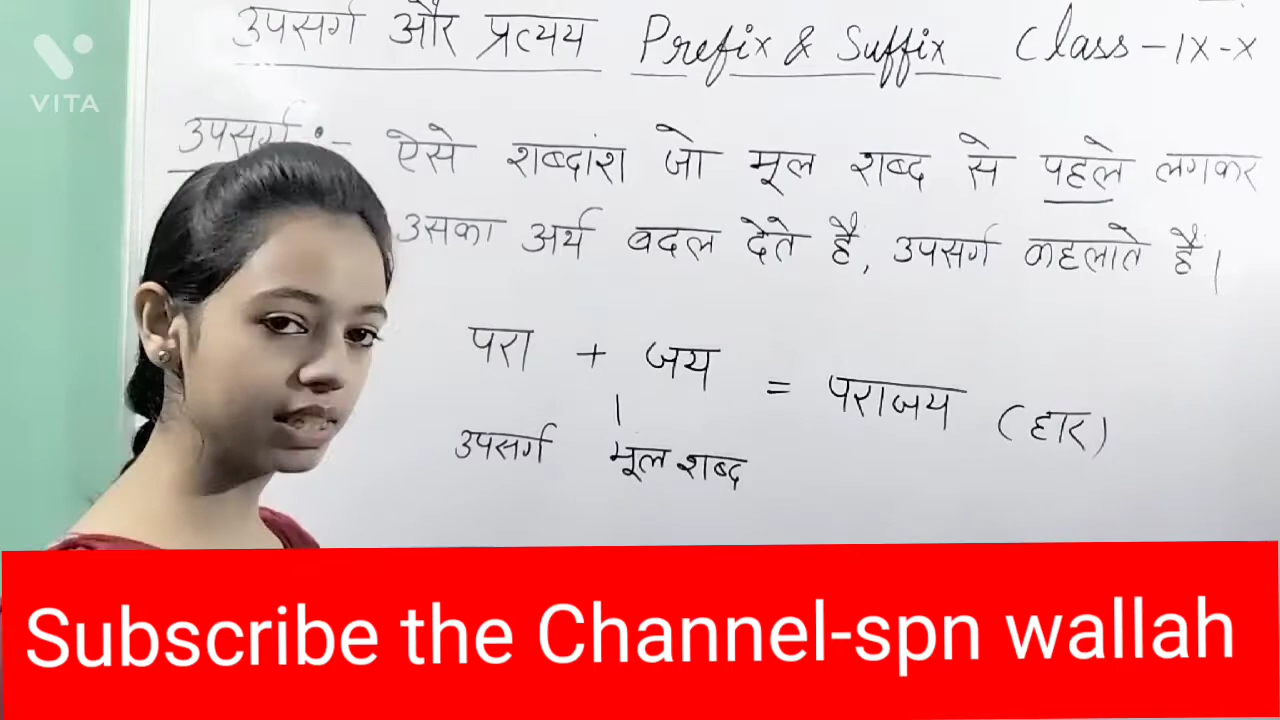 उपसर्ग और प्रत्यय Prefix & Suffix Class - IX - X
VITA
उपसर्ग :- ऐसे शब्दांश जो मूल शब्द से पहले लगकर
उसका अर्थ बदल देते हैं, उपसर्ग कहलाते हैं।
परा + जय = पराजय (हार)
उपसर्ग मूल शब्द
Subscribe the Channel-spn wallah